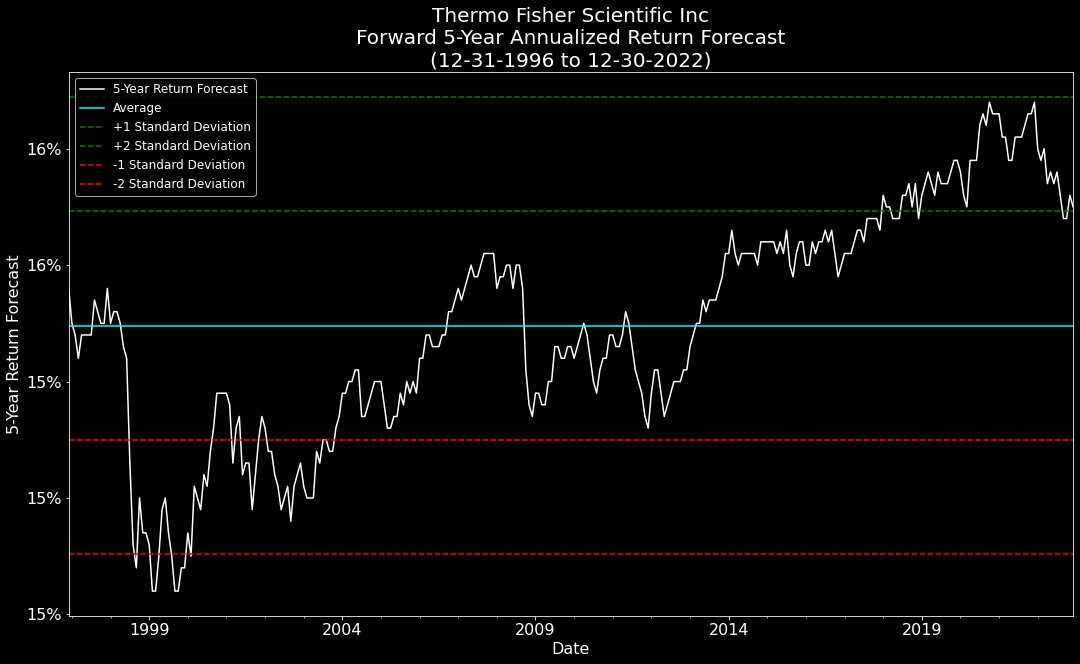 Thermo Fisher Scientific Inc
Forward 5-Year Annualized Return Forecast
(12-31-1996 to 12-30-2022)
5-Year Return Forecast
Average
+1 Standard Deviation
+2 Standard Deviation
-1 Standard Deviation
-2 Standard Deviation
16%
16%
15%
15%
15%
5-Year Return Forecast
1999
2004
2009
2014
2019
Date